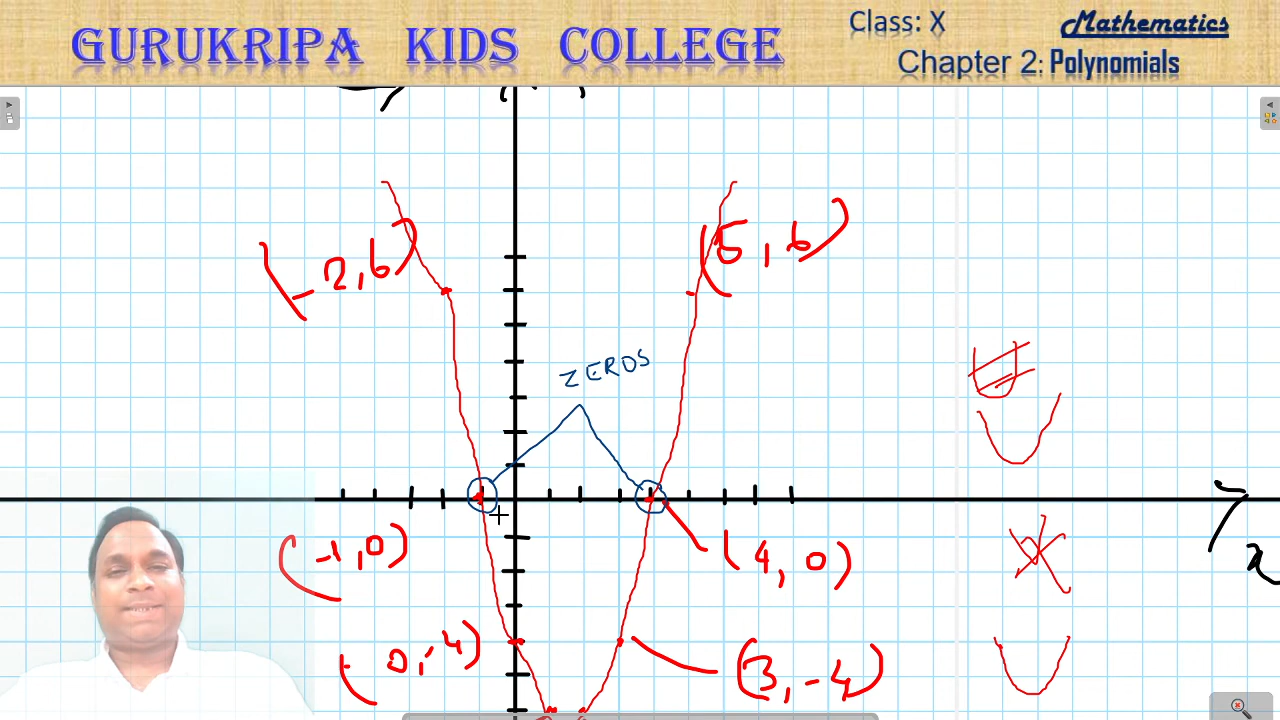 GURUKRIPA KIDS COLLEGE
Class: X
Mathematics
Chapter 2: Polynomials
(-2,6)
(5,6)
ZEROS
(-1,0)
(4,0)
x
(0,-4)
(3,-4)